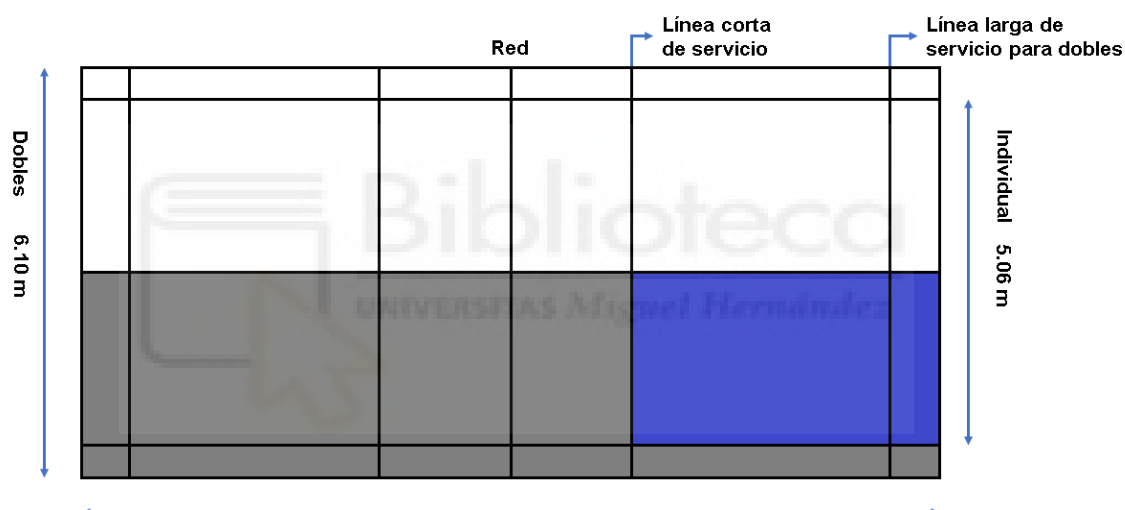 Red
Línea corta
de servicio
Línea larga de
servicio para dobles
Dobles 6.10 m
Individual 5.06 m
Biblioteca
UNIVERSITAS Miguel Hernández